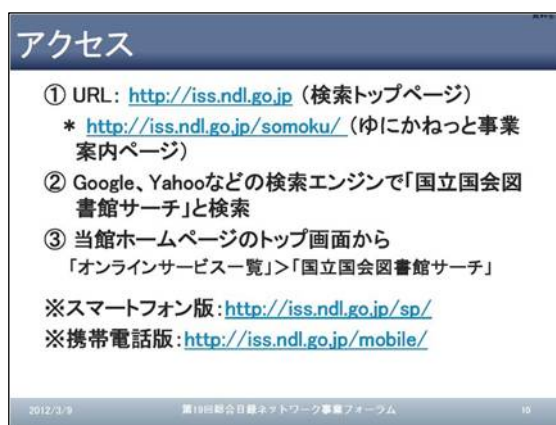 アクセス
① URL: http://iss.ndl.go.jp (検索トップページ)
* http://iss.ndl.go.jp/somoku/ (ゆにかねっと事業
案内ページ)
② Google、Yahooなどの検索エンジンで「国立国会図
書館サーチ」と検索
③ 当館ホームページのトップ画面から
「オンラインサービス一覧」>「国立国会図書館サーチ」
※スマートフォン版:http://iss.ndl.go.jp/sp/
※携帯電話版:http://iss.ndl.go.jp/mobile/
2012/3/9
第19回総合目録ネットワーク事業フォーラム
10